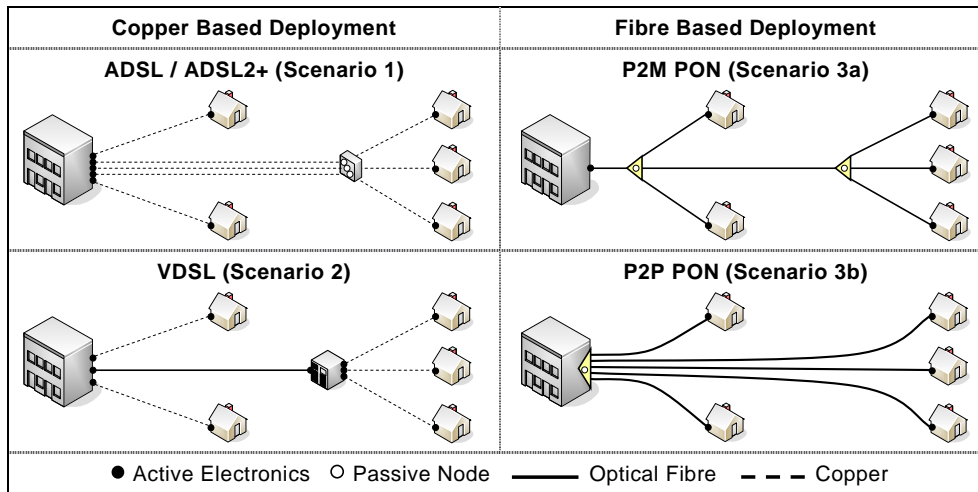 Copper Based Deployment
Fibre Based Deployment
ADSL / ADSL2+ (Scenario 1)
P2M PON (Scenario 3a)
VDSL (Scenario 2)
P2P PON (Scenario 3b)
Active Electronics
Passive Node
Optical Fibre
Copper